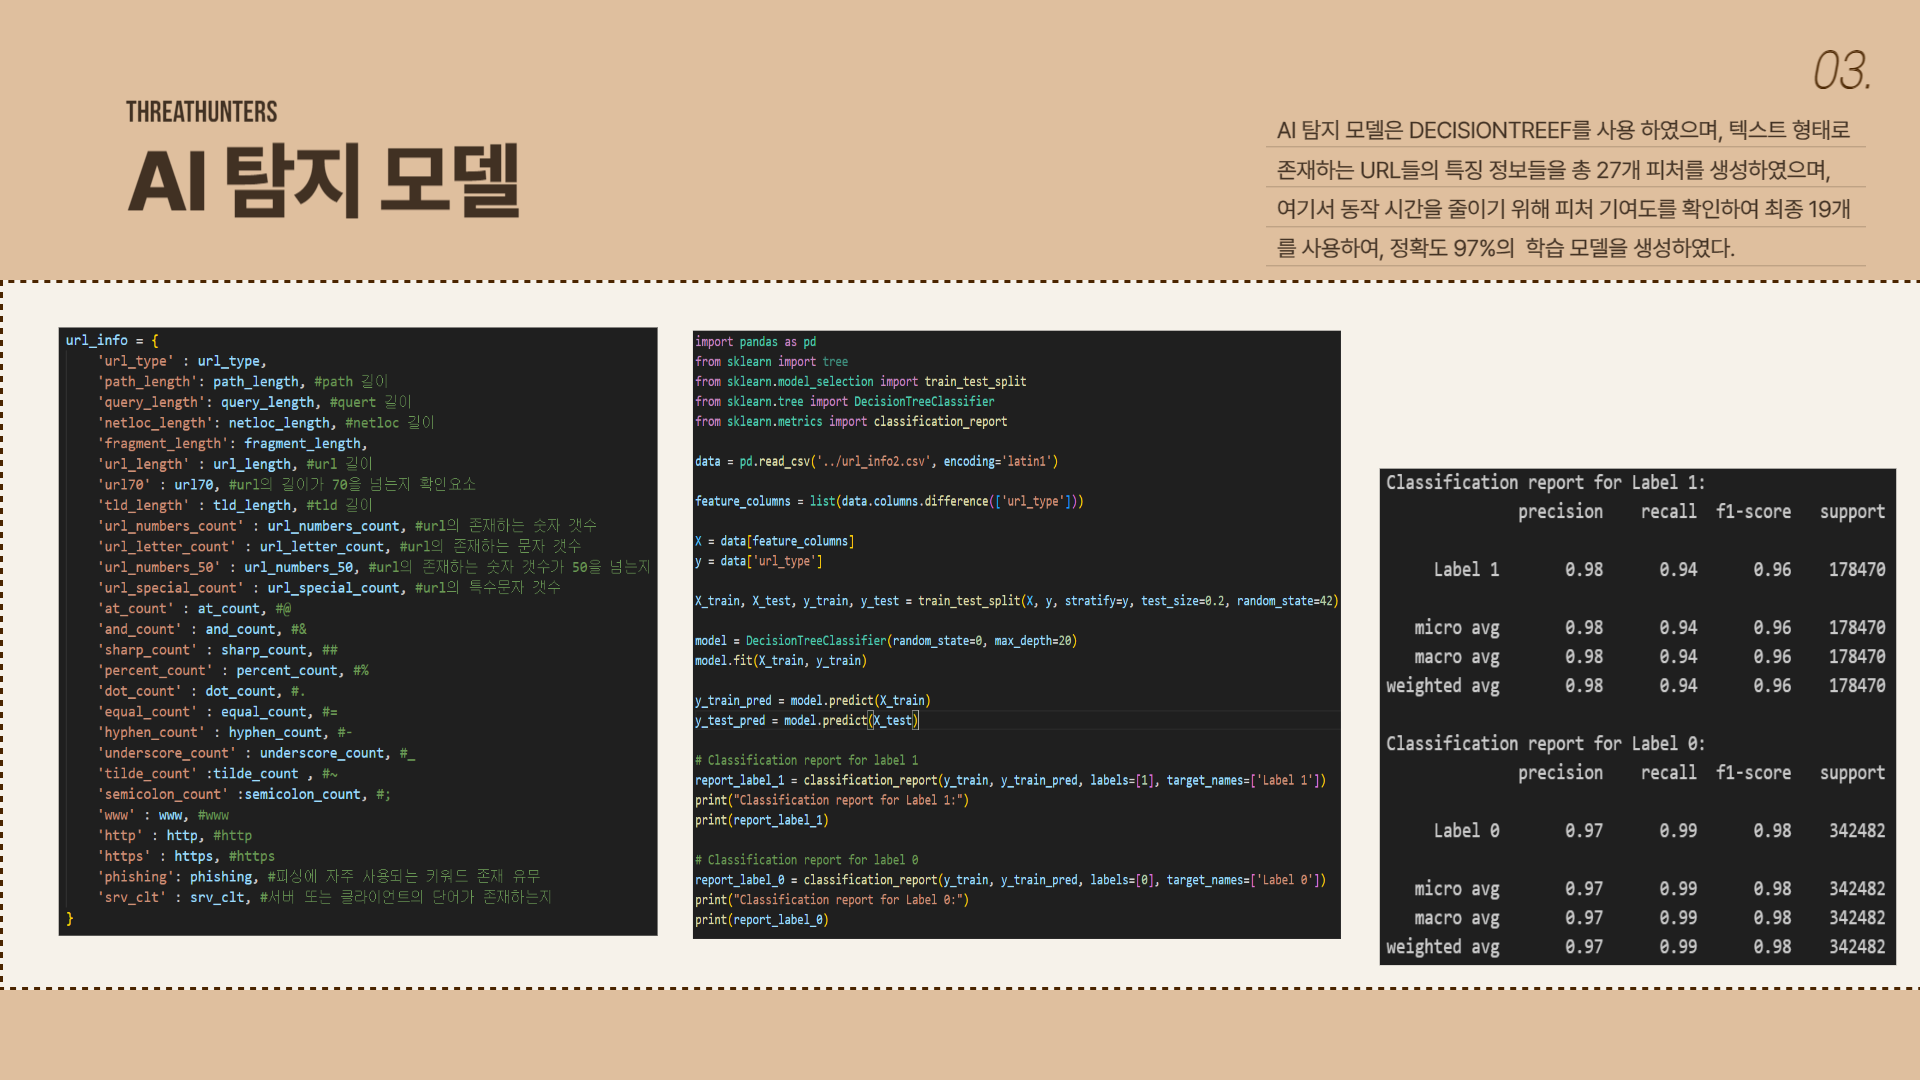 03.
THREATHUNTERS
AI 탐지 모델
AI 탐지 모델은 DECISIONTREEF를 사용 하였으며, 텍스트 형태로
존재하는 URL들의 특징 정보들을 총 27개 피처를 생성하였으며,
여기서 동작 시간을 줄이기 위해 피처 기여도를 확인하여 최종 19개
를 사용하여, 정확도 97%의 학습 모델을 생성하였다.
url_info = {
'url_type' : url_type,
'path_length': path_length, #path 길이
'query_length': query_length, #quert 길이
'netloc_length': netloc_length, #netloc 길이
'fragment_length': fragment_length,
'url_length' : url_length, #url 길이
'url70' : url70, #url의 길이가 70을 넘는지 확인요소
'tld_length' : tld_length, #tld 길이
'url_numbers_count' : url_numbers_count, #url의 존재하는 숫자 갯수
'url_letter_count' : url_letter_count, #url의 존재하는 문자 갯수
'url_numbers_50' : url_numbers_50, #url의 존재하는 숫자 갯수가 50을 넘는지
'url_special_count' : url_special_count, #url의 특수문자 갯수
'at_count' : at_count, #@
'and_count' : and_count, #&
'sharp_count' : sharp_count, ##
'percent_count' : percent_count, #%
'dot_count' : dot_count, #.
'equal_count' : equal_count, #=
'hyphen_count' : hyphen_count, #-
'underscore_count' : underscore_count, #_
'tilde_count' :tilde_count , #~
'semicolon_count' :semicolon_count, #;
'www' : www, #www
'http' : http, #http
'https' : https, #https
'phishing': phishing, #피싱에 자주 사용되는 키워드 존재 유무
'srv_clt' : srv_clt, #서버 또는 클라이언트의 단어가 존재하는지
}
import pandas as pd
from sklearn import tree
from sklearn.model_selection import train_test_split
from sklearn.tree import DecisionTreeClassifier
from sklearn.metrics import classification_report
data = pd.read_csv('../url_info2.csv', encoding='latin1')
feature_columns = list(data.columns.difference(['url_type']))
X = data[feature_columns]
y = data['url_type']
X_train, X_test, y_train, y_test = train_test_split(X, y, stratify=y, test_size=0.2, random_state=42)
model = DecisionTreeClassifier(random_state=0, max_depth=20)
model.fit(X_train, y_train)
y_train_pred = model.predict(X_train)
y_test_pred = model.predict(X_test)
# Classification report for label 1
report_label_1 = classification_report(y_train, y_train_pred, labels=[1], target_names=['Label 1'])
print("Classification report for Label 1:")
print(report_label_1)
# Classification report for label 0
report_label_0 = classification_report(y_train, y_train_pred, labels=[0], target_names=['Label 0'])
print("Classification report for Label 0:")
print(report_label_0)
Classification report for Label 1:
precision recall f1-score support
Label 1 0.98 0.94 0.96 178470
micro avg 0.98 0.94 0.96 178470
macro avg 0.98 0.94 0.96 178470
weighted avg 0.98 0.94 0.96 178470
Classification report for Label 0:
precision recall f1-score support
Label 0 0.97 0.99 0.98 342482
micro avg 0.97 0.99 0.98 342482
macro avg 0.97 0.99 0.98 342482
weighted avg 0.97 0.99 0.98 342482